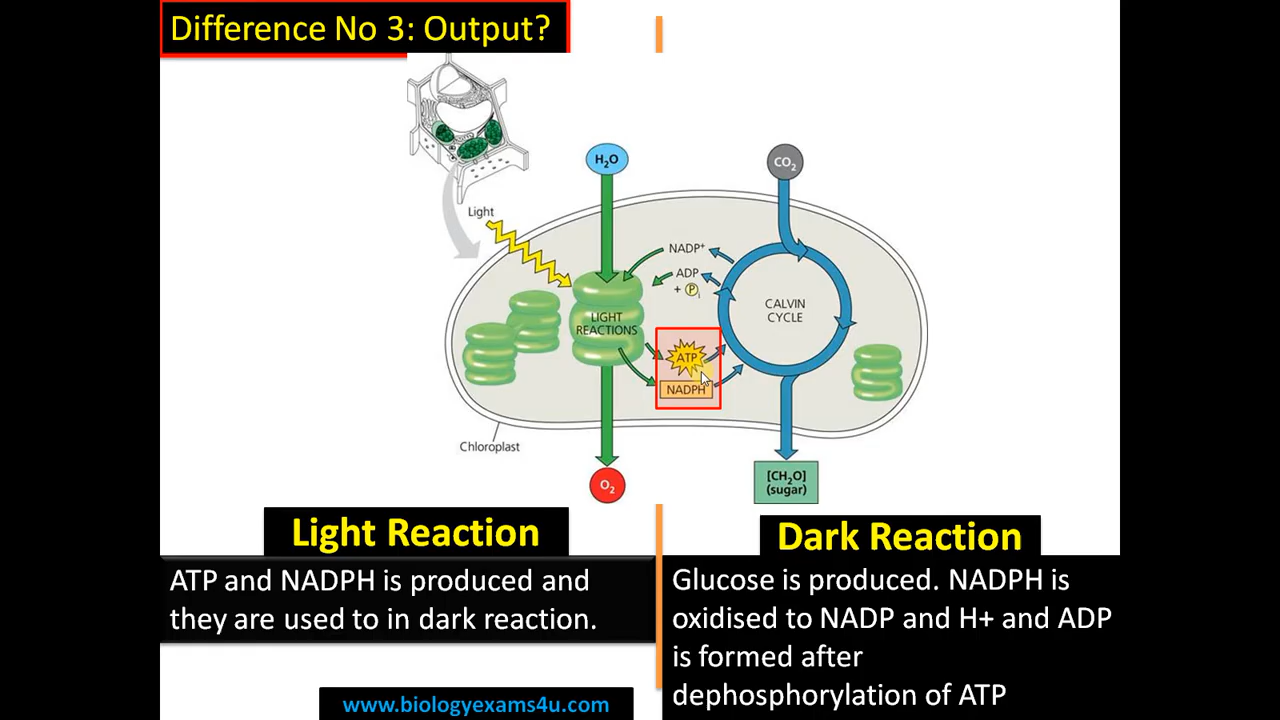 Difference No 3: Output?
H₂O
CO₂
Light
NADP⁺
ADP
+ Pᵢ
LIGHT
REACTIONS
CALVIN
CYCLE
ATP
NADPH
Chloroplast
O₂
[CH₂O]
(sugar)
Light Reaction
ATP and NADPH is produced and
they are used to in dark reaction.
Dark Reaction
Glucose is produced. NADPH is
oxidised to NADP and H+ and ADP
is formed after
dephosphorylation of ATP
www.biologyexams4u.com